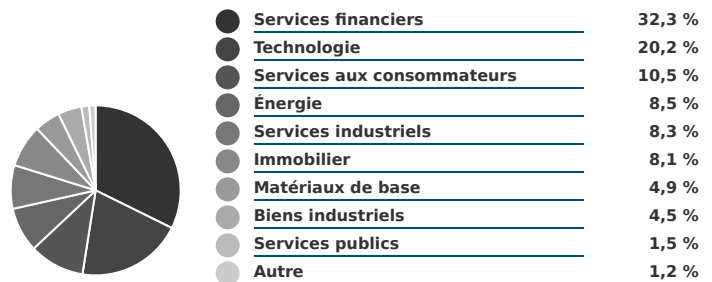 Services financiers 32,3 %
Technologie 20,2 %
Services aux consommateurs 10,5 %
Énergie 8,5 %
Services industriels 8,3 %
Immobilier 8,1 %
Matériaux de base 4,9 %
Biens industriels 4,5 %
Services publics 1,5 %
Autre 1,2 %